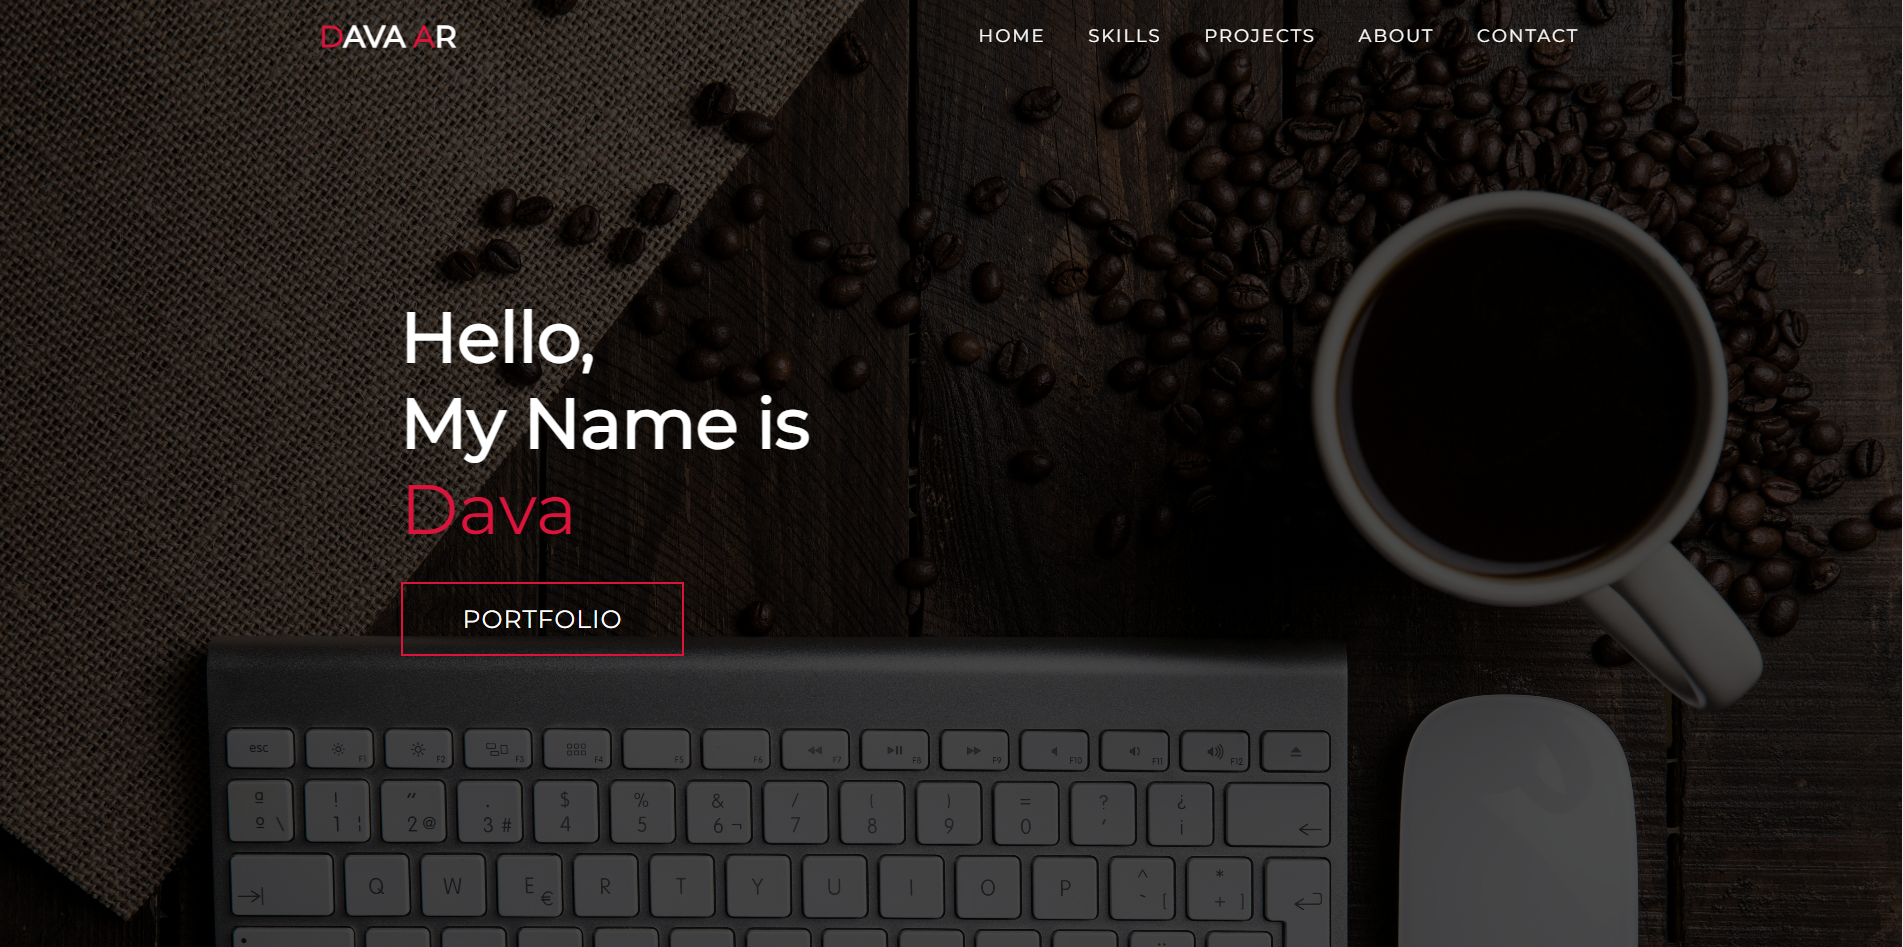 DAVA AR
HOME SKILLS PROJECTS ABOUT CONTACT
Hello,
My Name is
Dava
PORTFOLIO
esc F1 F2 F3 F4 F5 F6 F7 F8 F9 F10 F11 F12
ª ! " . $ % & / ( ) = ? ¿
º \ 1 ¦ 2 @ 3 # 4 5 6 ¬ 7 8 9 0 ' ¡
Q W E € R T Y U I O P ^ ` [ * + ]